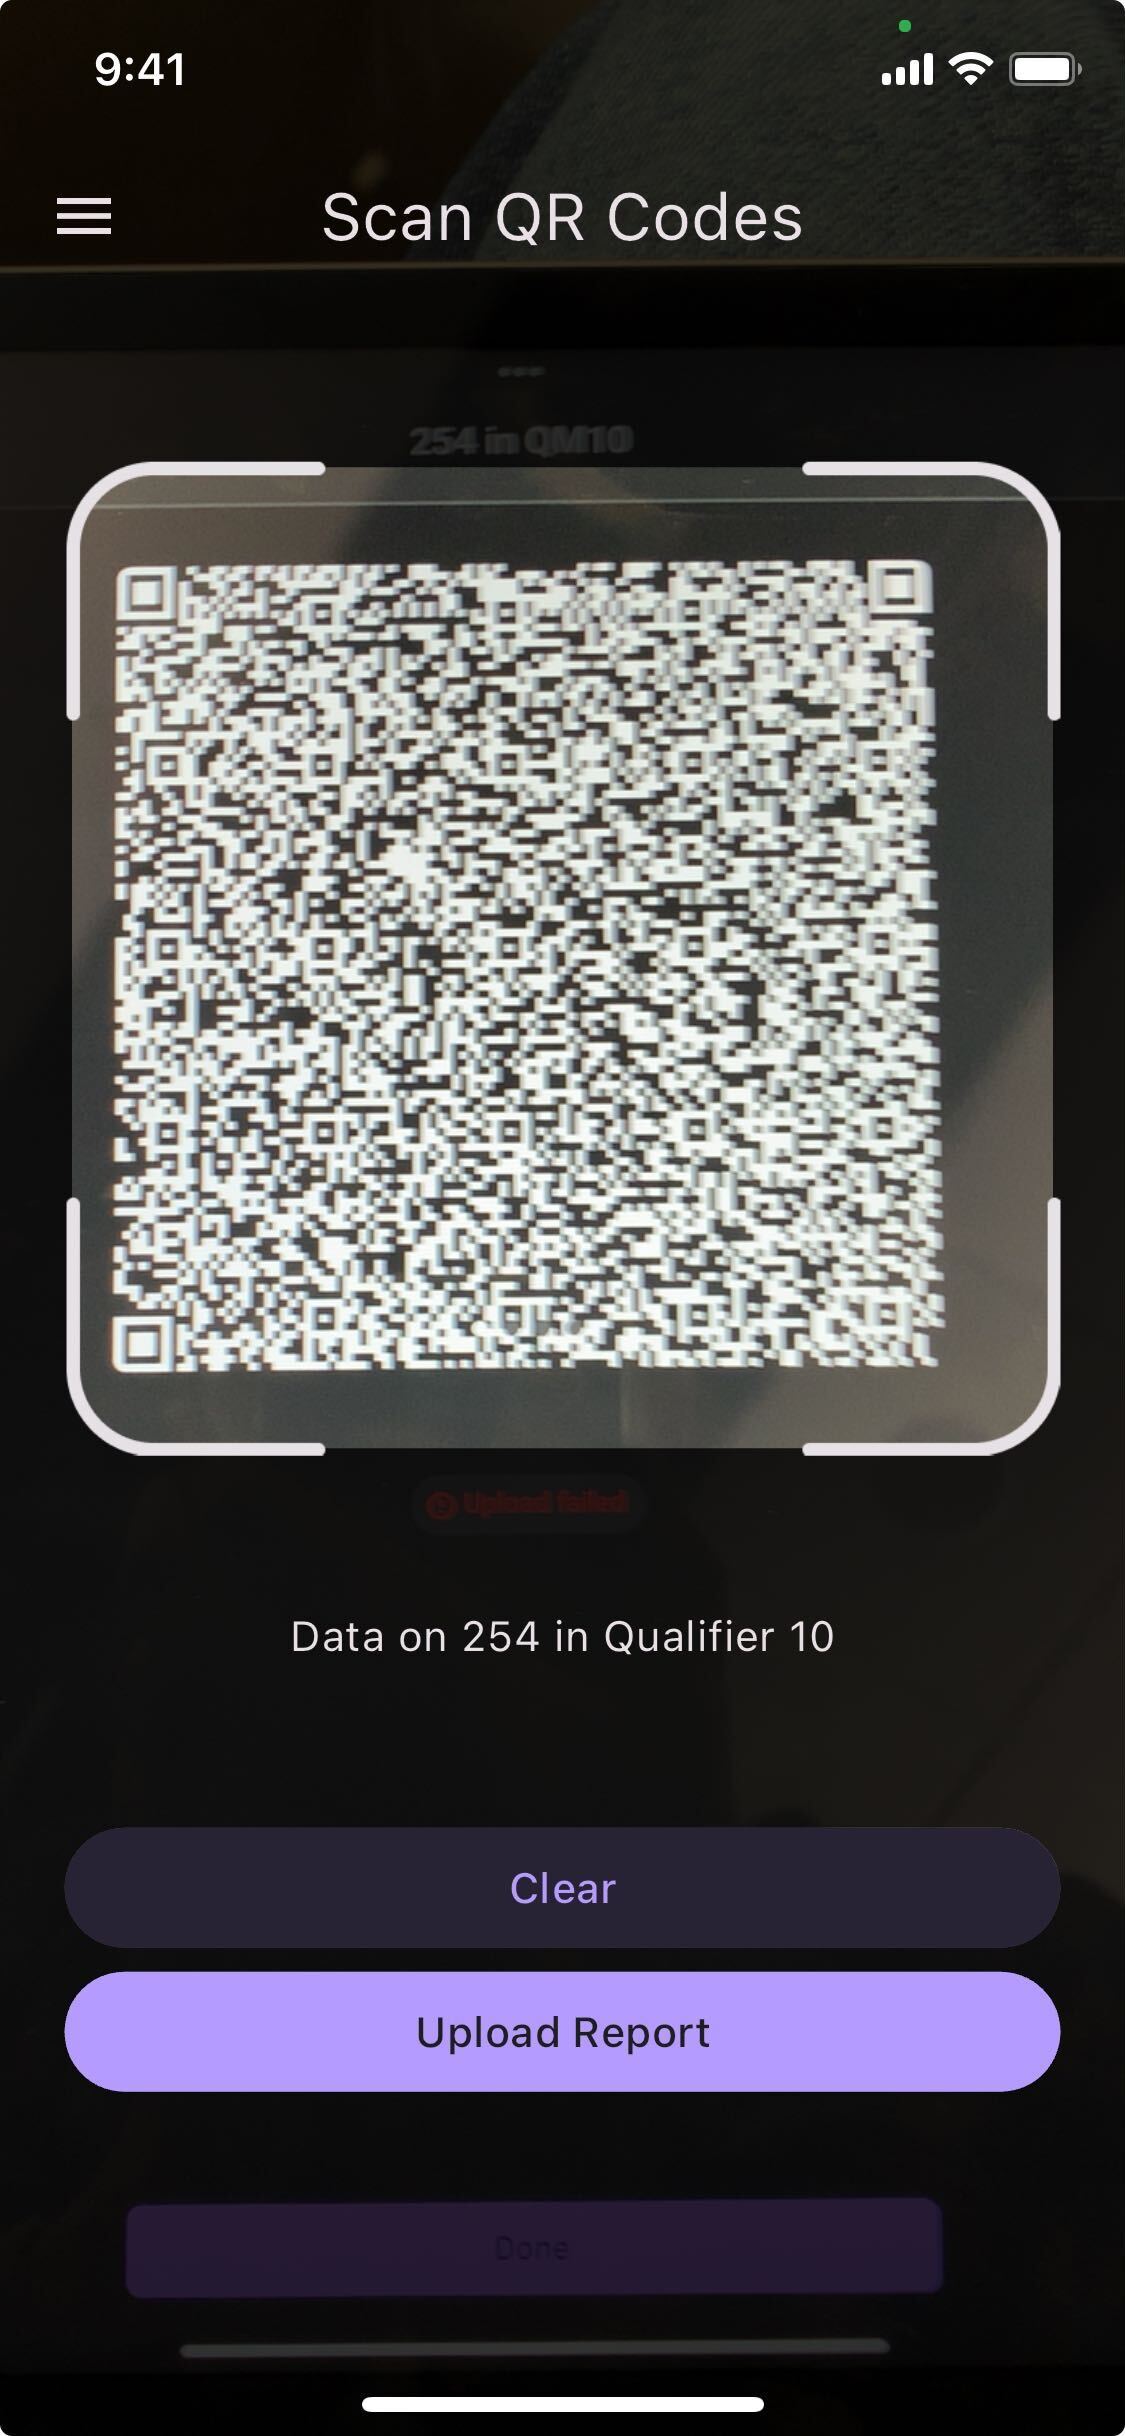 9:41
Scan QR Codes
254 in QM10
Upload failed
Data on 254 in Qualifier 10
Clear
Upload Report
Done